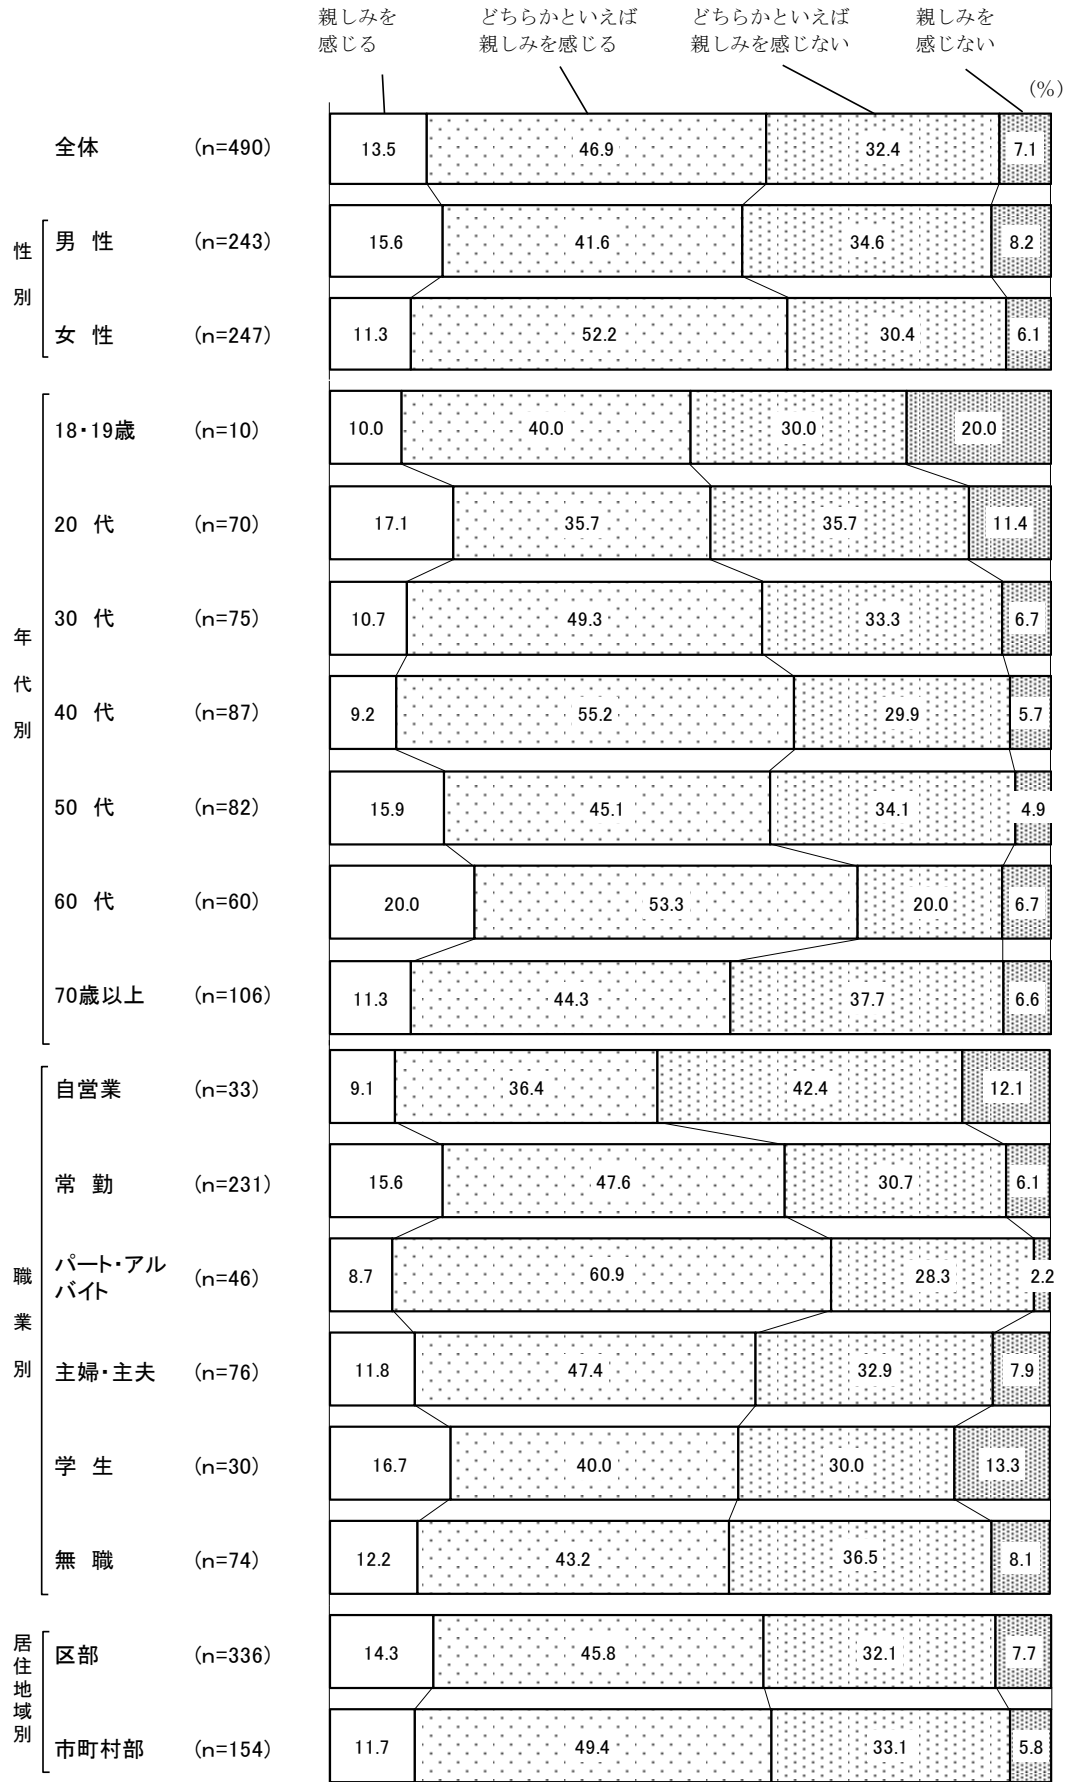 親しみを
感じる
どちらかといえば
親しみを感じる
どちらかといえば
親しみを感じない
親しみを
感じない
(%)
全体 (n=490) 13.5 46.9 32.4 7.1
性別
男 性 (n=243) 15.6 41.6 34.6 8.2
女 性 (n=247) 11.3 52.2 30.4 6.1
年代別
18・19歳 (n=10) 10.0 40.0 30.0 20.0
20 代 (n=70) 17.1 35.7 35.7 11.4
30 代 (n=75) 10.7 49.3 33.3 6.7
40 代 (n=87) 9.2 55.2 29.9 5.7
50 代 (n=82) 15.9 45.1 34.1 4.9
60 代 (n=60) 20.0 53.3 20.0 6.7
70歳以上 (n=106) 11.3 44.3 37.7 6.6
職業別
自営業 (n=33) 9.1 36.4 42.4 12.1
常 勤 (n=231) 15.6 47.6 30.7 6.1
パート・アル
バイト
(n=46) 8.7 60.9 28.3 2.2
主婦・主夫 (n=76) 11.8 47.4 32.9 7.9
学 生 (n=30) 16.7 40.0 30.0 13.3
無 職 (n=74) 12.2 43.2 36.5 8.1
居住地域別
区部 (n=336) 14.3 45.8 32.1 7.7
市町村部 (n=154) 11.7 49.4 33.1 5.8